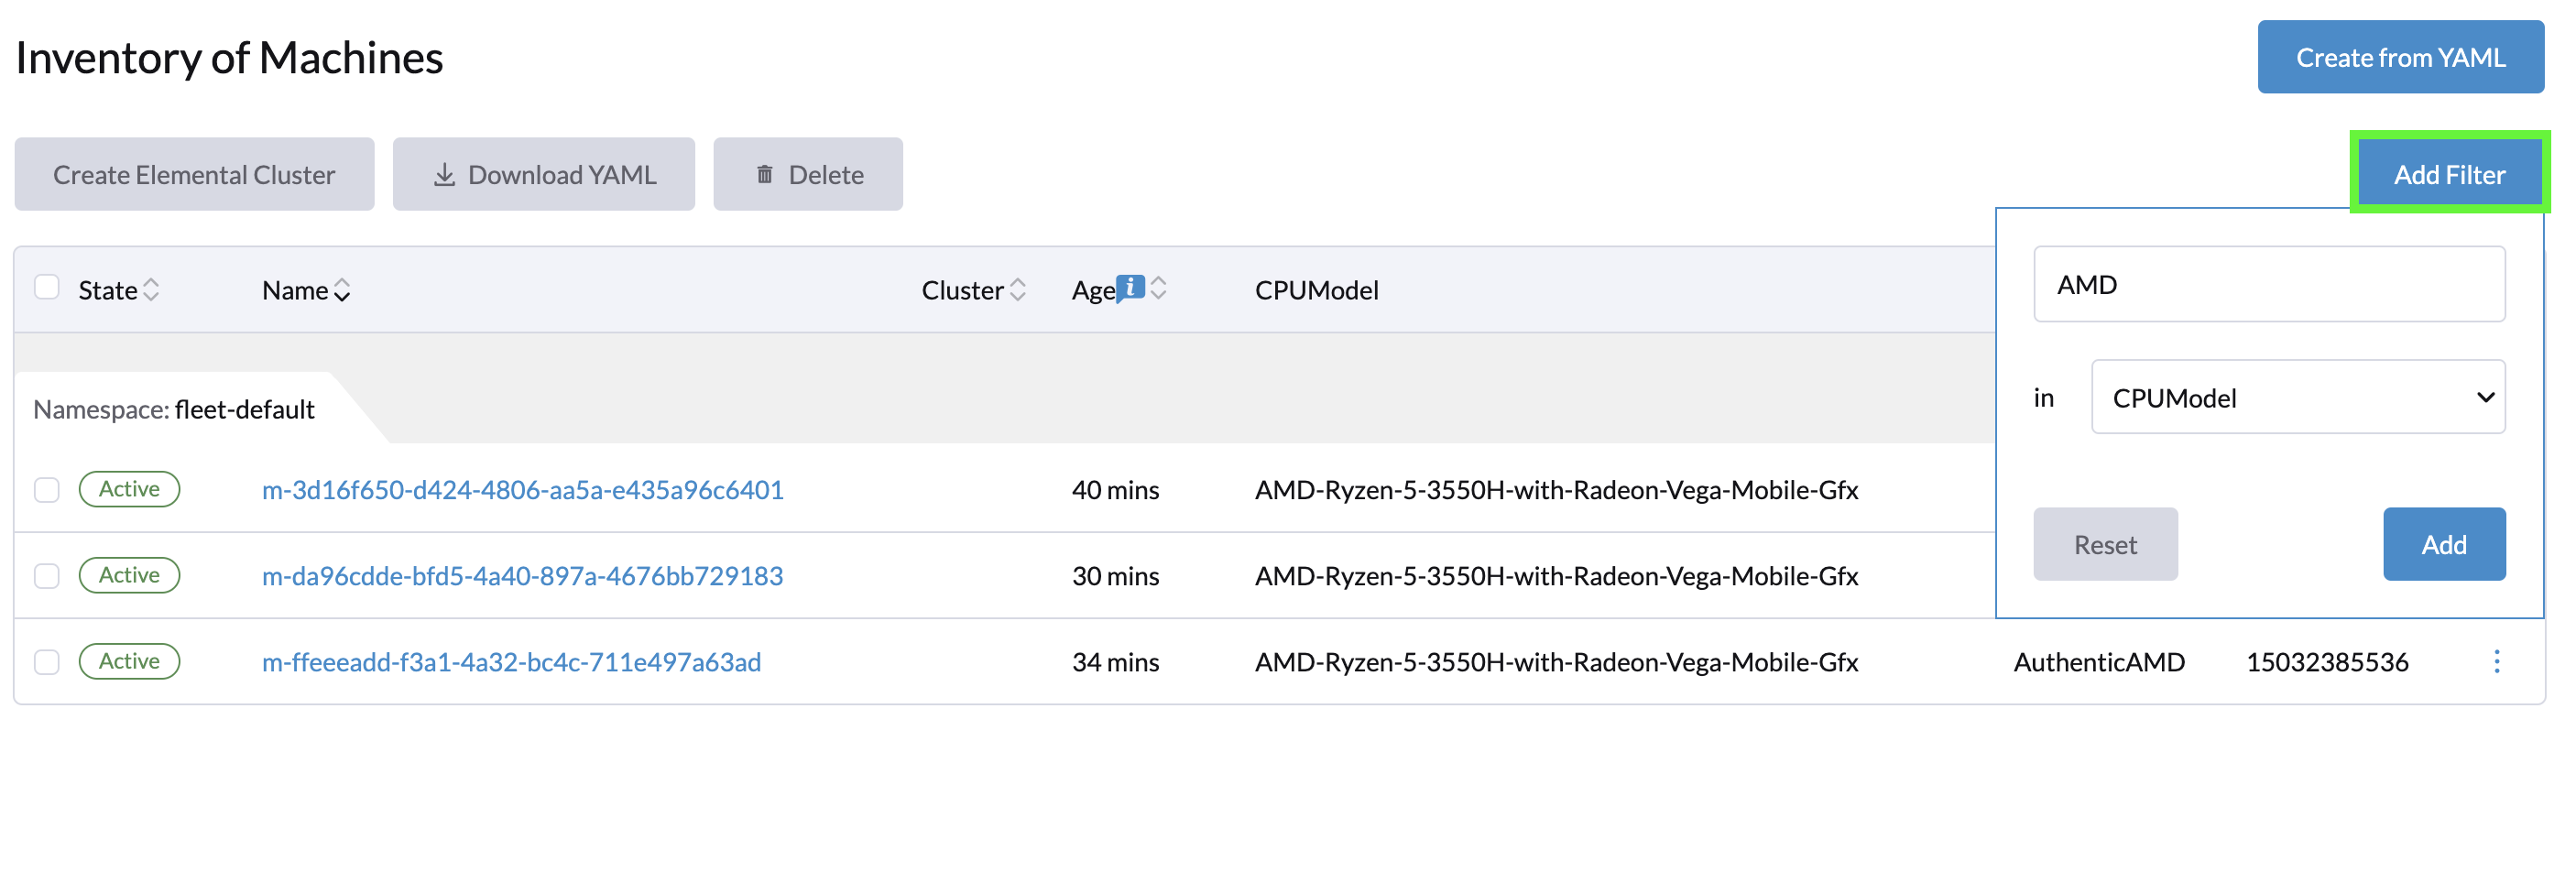 Inventory of Machines
Create from YAML
Create Elemental Cluster
Download YAML
Delete
Add Filter
State
Name
Cluster
Age
CPUModel
AMD
in
CPUModel
Reset
Add
Namespace: fleet-default
Active m-3d16f650-d424-4806-aa5a-e435a96c6401 40 mins AMD-Ryzen-5-3550H-with-Radeon-Vega-Mobile-Gfx
Active m-da96cdde-bfd5-4a40-897a-4676bb729183 30 mins AMD-Ryzen-5-3550H-with-Radeon-Vega-Mobile-Gfx
Active m-ffeeeadd-f3a1-4a32-bc4c-711e497a63ad 34 mins AMD-Ryzen-5-3550H-with-Radeon-Vega-Mobile-Gfx AuthenticAMD 15032385536